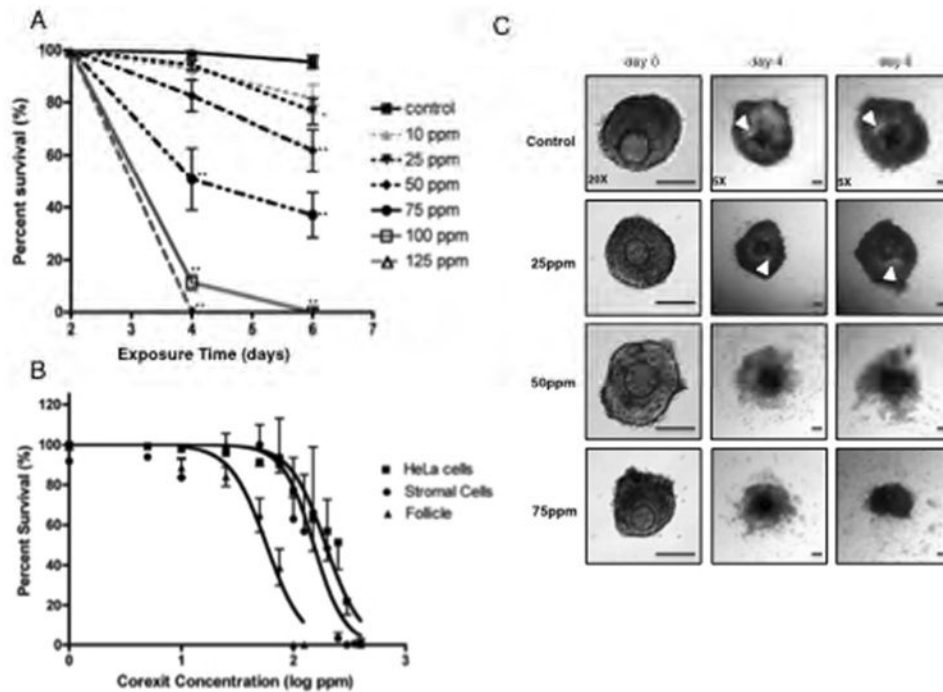 A
Percent survival (%)
100
80
60
40
20
0
2
3
4
5
6
7
Exposure Time (days)
control
10 ppm
25 ppm
50 ppm
75 ppm
100 ppm
125 ppm
B
Percent Survival (%)
120
100
80
60
40
20
0
0
1
2
3
Corexit Concentration (log ppm)
HeLa cells
Stromal Cells
Follicle
C
day 0
day 4
day 6
Control
20X
5X
5X
25ppm
50ppm
75ppm